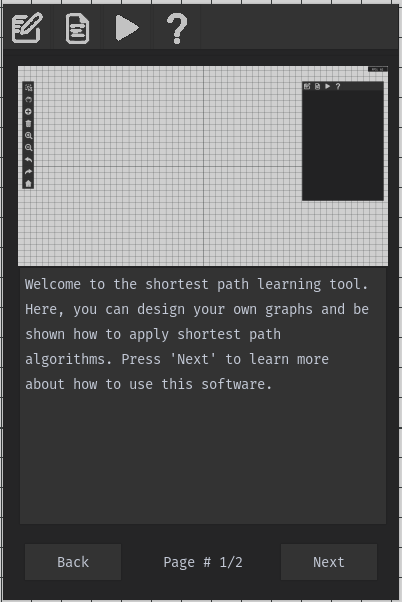 Welcome to the shortest path learning tool.
Here, you can design your own graphs and be
shown how to apply shortest path
algorithms. Press 'Next' to learn more
about how to use this software.
Back
Page # 1/2
Next